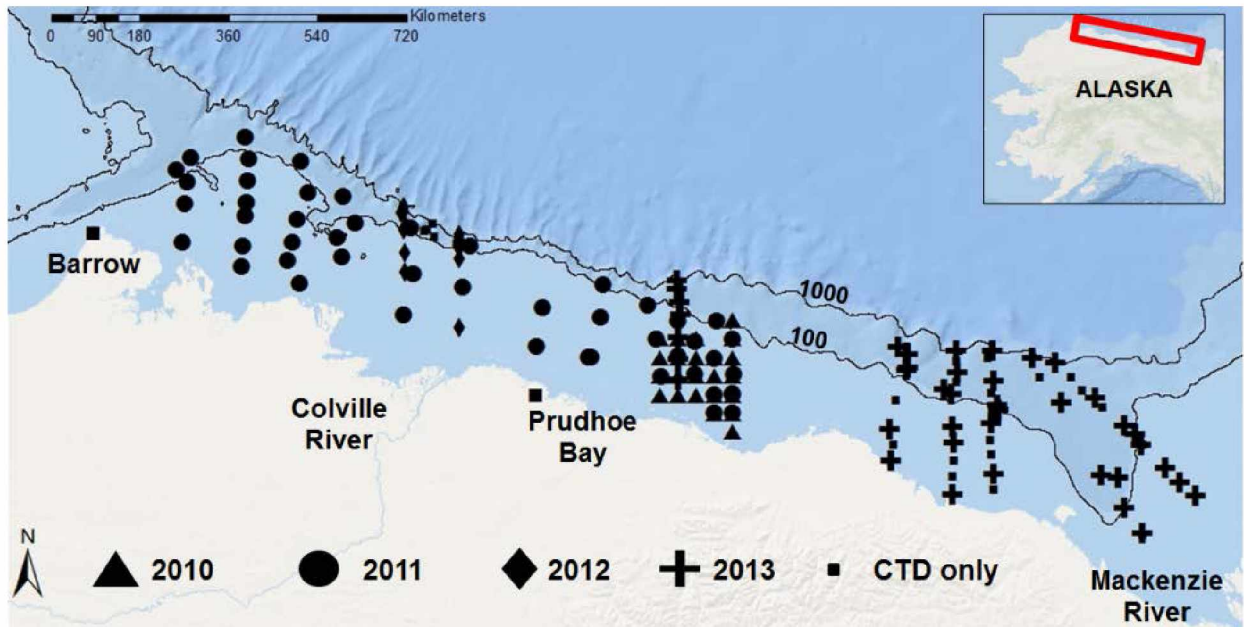 Kilometers
0 90 180 360 540 720
ALASKA
Barrow
1000
100
Colville
River
Prudhoe
Bay
N
2010 2011 2012 2013 CTD only
Mackenzie
River